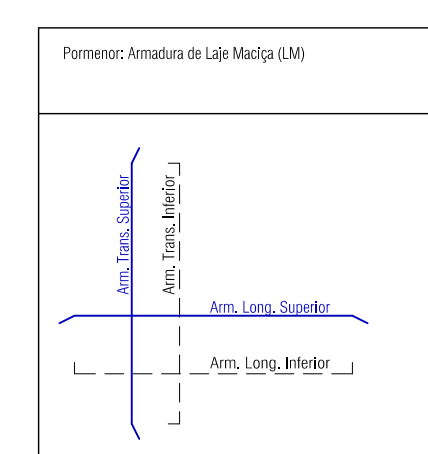 Pormenor: Armadura de Laje Maciça (LM)
Arm. Trans. Superior
Arm. Trans. Inferior
Arm. Long. Superior
Arm. Long. Inferior